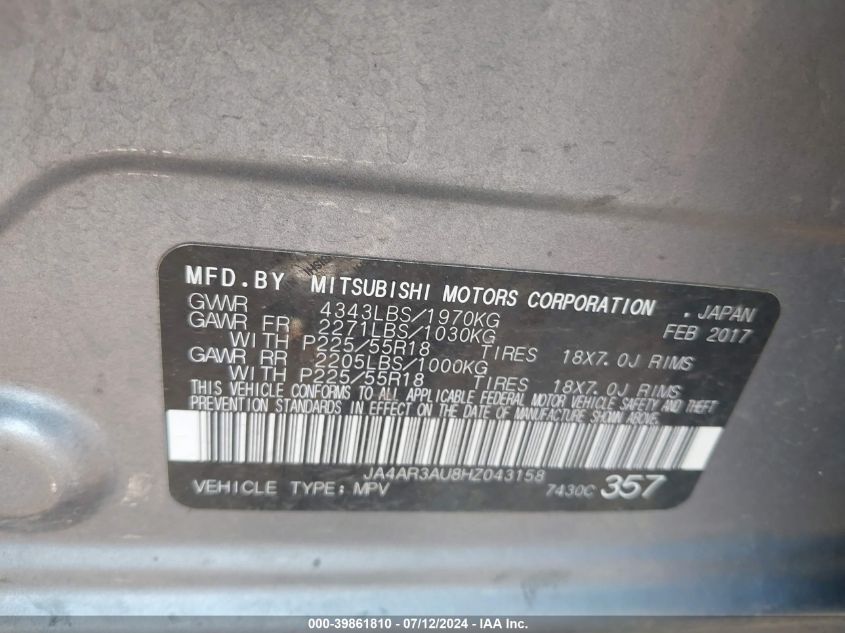 MFD.BY MITSUBISHI MOTORS CORPORATION , JAPAN
GVWR 4343LBS/1970KG FEB 2017
GAWR FR 2271LBS/1030KG
WITH P225/55R18 TIRES 18X7.0J RIMS
GAWR RR 2205LBS/1000KG
WITH P225/55R18 TIRES 18X7.0J RIMS
THIS VEHICLE CONFORMS TO ALL APPLICABLE FEDERAL MOTOR VEHICLE SAFETY AND THEFT
PREVENTION STANDARDS IN EFFECT ON THE DATE OF MANUFACTURE SHOWN ABOVE.
JA4AR3AU8HZ043158
VEHICLE TYPE: MPV 7430C 357
000-39861810 - 07/12/2024 - IAA Inc.